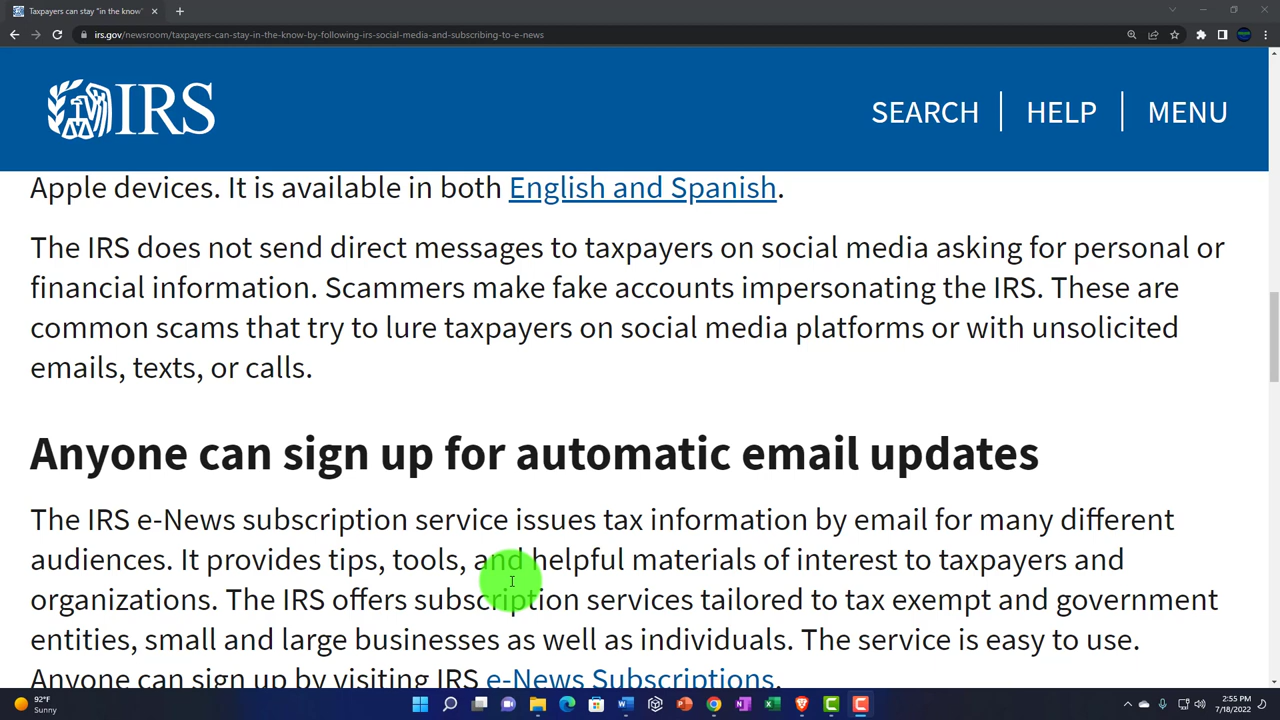 Taxpayers can stay "in the know"
irs.gov/newsroom/taxpayers-can-stay-in-the-know-by-following-irs-social-media-and-subscribing-to-e-news
IRS
SEARCH HELP MENU
Apple devices. It is available in both English and Spanish.
The IRS does not send direct messages to taxpayers on social media asking for personal or
financial information. Scammers make fake accounts impersonating the IRS. These are
common scams that try to lure taxpayers on social media platforms or with unsolicited
emails, texts, or calls.
Anyone can sign up for automatic email updates
The IRS e-News subscription service issues tax information by email for many different
audiences. It provides tips, tools, and helpful materials of interest to taxpayers and
organizations. The IRS offers subscription services tailored to tax exempt and government
entities, small and large businesses as well as individuals. The service is easy to use.
Anyone can sign up by visiting IRS e-News Subscriptions.
92°F
Sunny
2:55 PM
7/18/2022